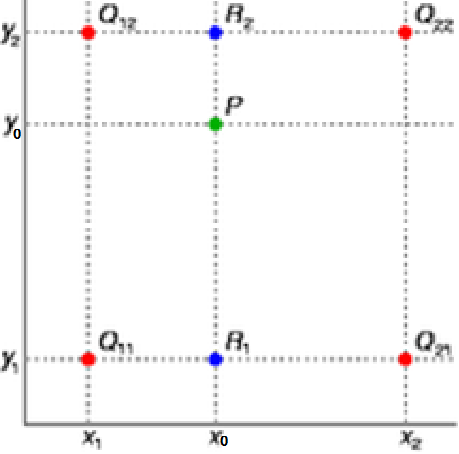 Q₁₂ R₂ Q₂₂
y₂
P
y₀
Q₁₁ R₁ Q₂₁
y₁
x₁ x₀ x₂